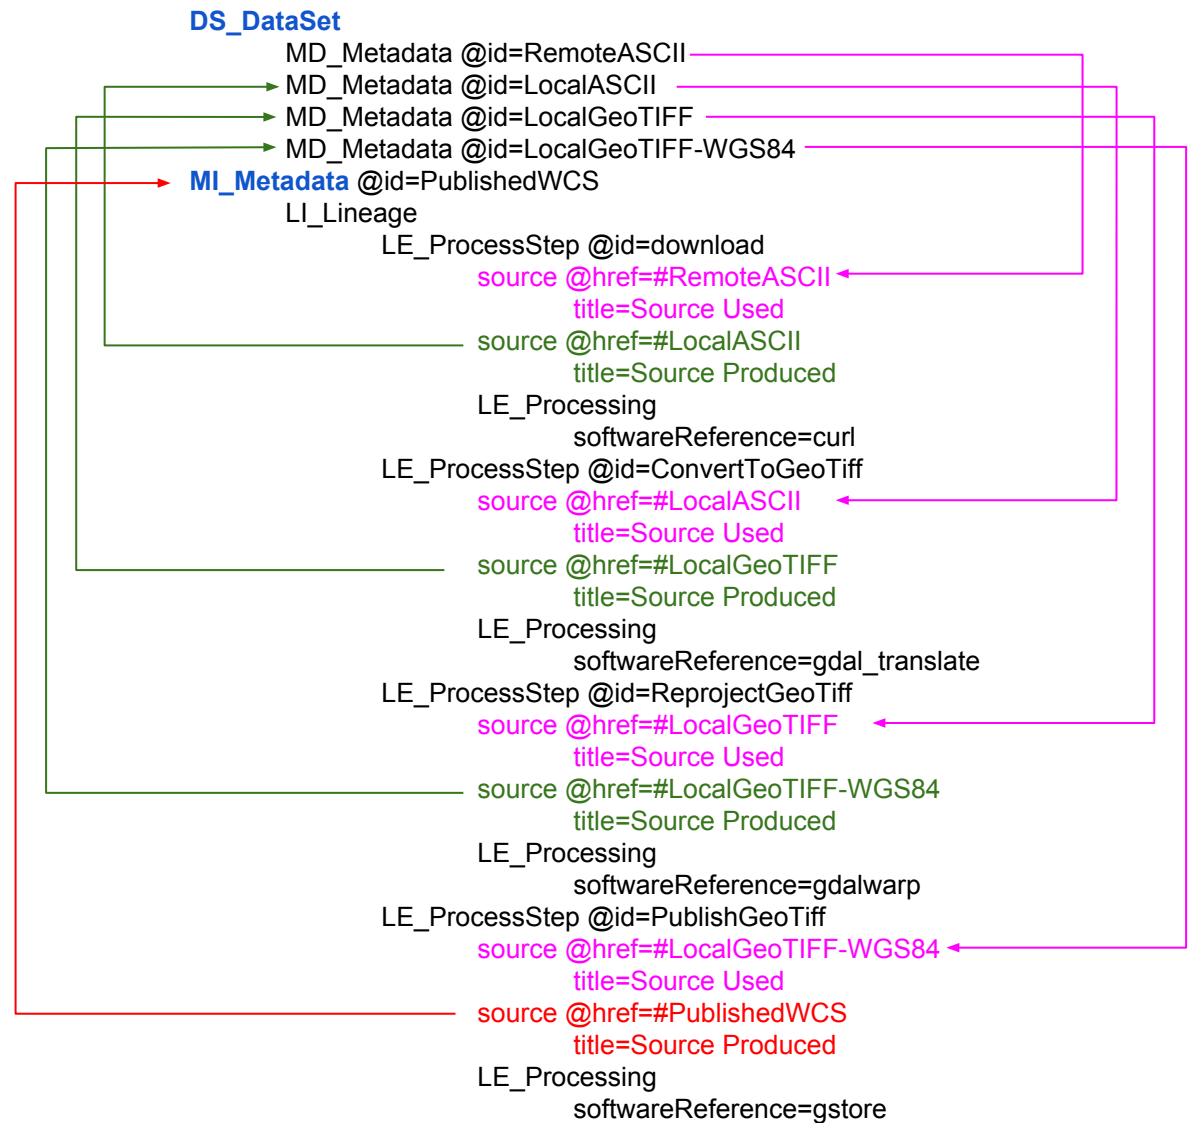 DS_DataSet
MD_Metadata @id=RemoteASCII
MD_Metadata @id=LocalASCII
MD_Metadata @id=LocalGeoTIFF
MD_Metadata @id=LocalGeoTIFF-WGS84
MI_Metadata @id=PublishedWCS
LI_Lineage
LE_ProcessStep @id=download
source @href=#RemoteASCII
title=Source Used
source @href=#LocalASCII
title=Source Produced
LE_Processing
softwareReference=curl
LE_ProcessStep @id=ConvertToGeoTiff
source @href=#LocalASCII
title=Source Used
source @href=#LocalGeoTIFF
title=Source Produced
LE_Processing
softwareReference=gdal_translate
LE_ProcessStep @id=ReprojectGeoTiff
source @href=#LocalGeoTIFF
title=Source Used
source @href=#LocalGeoTIFF-WGS84
title=Source Produced
LE_Processing
softwareReference=gdalwarp
LE_ProcessStep @id=PublishGeoTiff
source @href=#LocalGeoTIFF-WGS84
title=Source Used
source @href=#PublishedWCS
title=Source Produced
LE_Processing
softwareReference=gstore